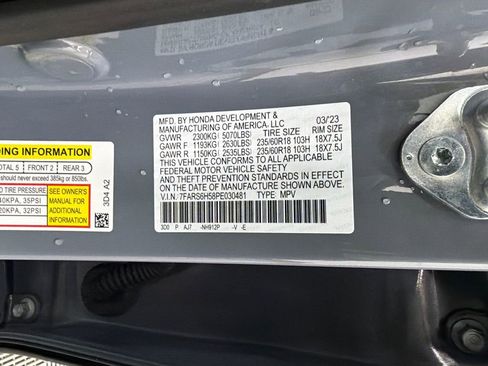 MFD. BY HONDA DEVELOPMENT & 03/23
MANUFACTURING OF AMERICA, LLC
GVWR 2300KG( 5070LBS) TIRE SIZE RIM SIZE
GAWR F 1193KG( 2630LBS) 235/60R18 103H 18X7.5J
GAWR R 1150KG( 2535LBS) 235/60R18 103H 18X7.5J
THIS VEHICLE CONFORMS TO ALL APPLICABLE
FEDERAL MOTOR VEHICLE SAFETY
AND THEFT PREVENTION STANDARDS IN EFFECT
ON THE DATE OF MANUFACTURE SHOWN ABOVE.
V.I.N.: 7FARS6H58PE030481 TYPE: MPV
3D0 P AJ7 -NH912P -V -E
DING INFORMATION
OTAL 5 FRONT 2 REAR 3
should never exceed 385kg or 850lbs.
D TIRE PRESSURE
40KPA, 35PSI
20KPA, 32PSI
SEE OWNER'S
MANUAL FOR
ADDITIONAL
INFORMATION
3D4 A2